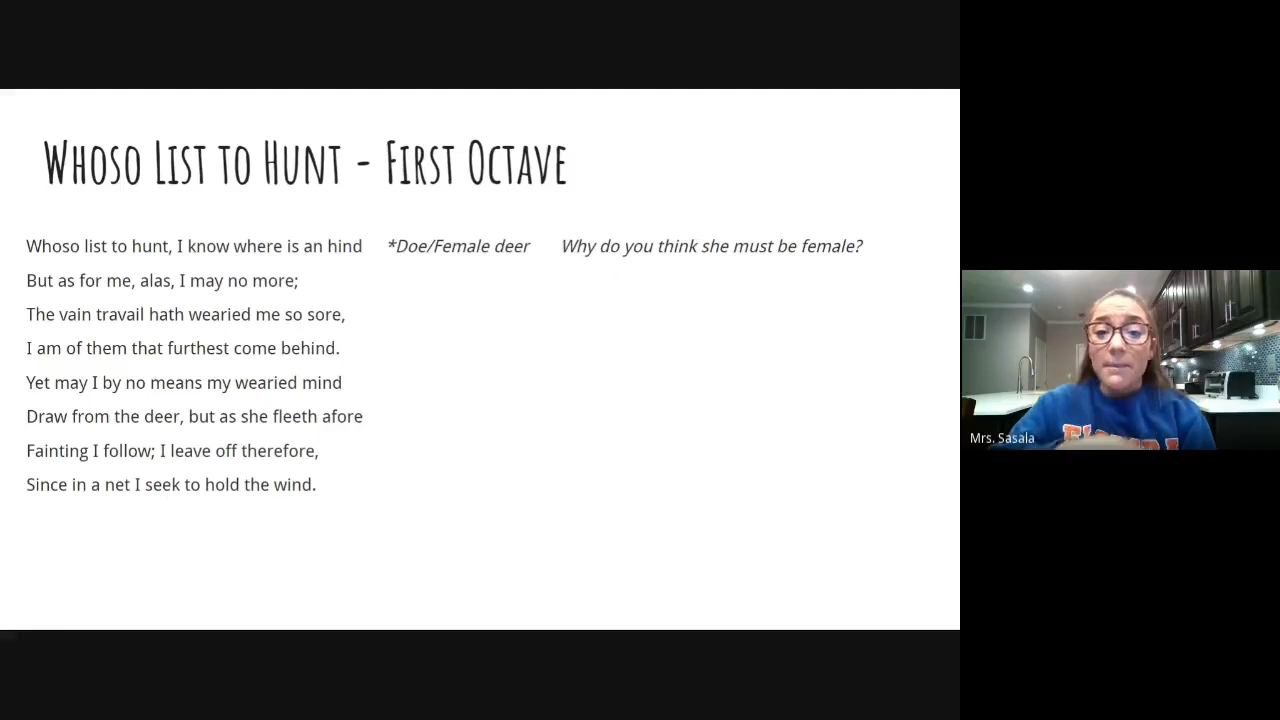 Whoso List to Hunt - First Octave
Whoso list to hunt, I know where is an hind *Doe/Female deer Why do you think she must be female?
But as for me, alas, I may no more;
The vain travail hath wearied me so sore,
I am of them that furthest come behind.
Yet may I by no means my wearied mind
Draw from the deer, but as she fleeth afore
Fainting I follow; I leave off therefore,
Since in a net I seek to hold the wind.
Mrs. Sasala